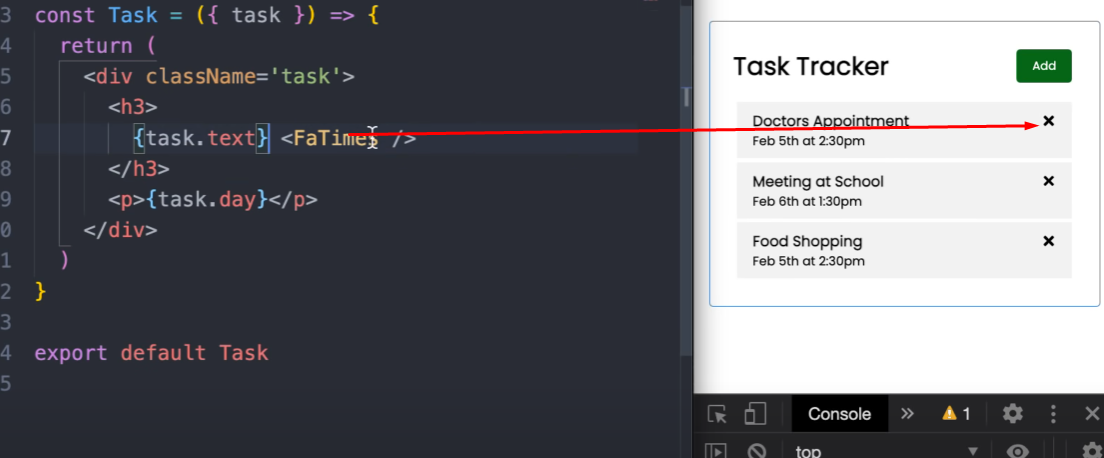 3 const Task = ({ task }) => {
4 return (
5 <div className='task'>
6 <h3>
7 {task.text} <FaTimes />
8 </h3>
9 <p>{task.day}</p>
0 </div>
1 )
2 }
3
4 export default Task
5
Task Tracker
Add
Doctors Appointment
Feb 5th at 2:30pm
Meeting at School
Feb 6th at 1:30pm
Food Shopping
Feb 5th at 2:30pm
Console
1
top